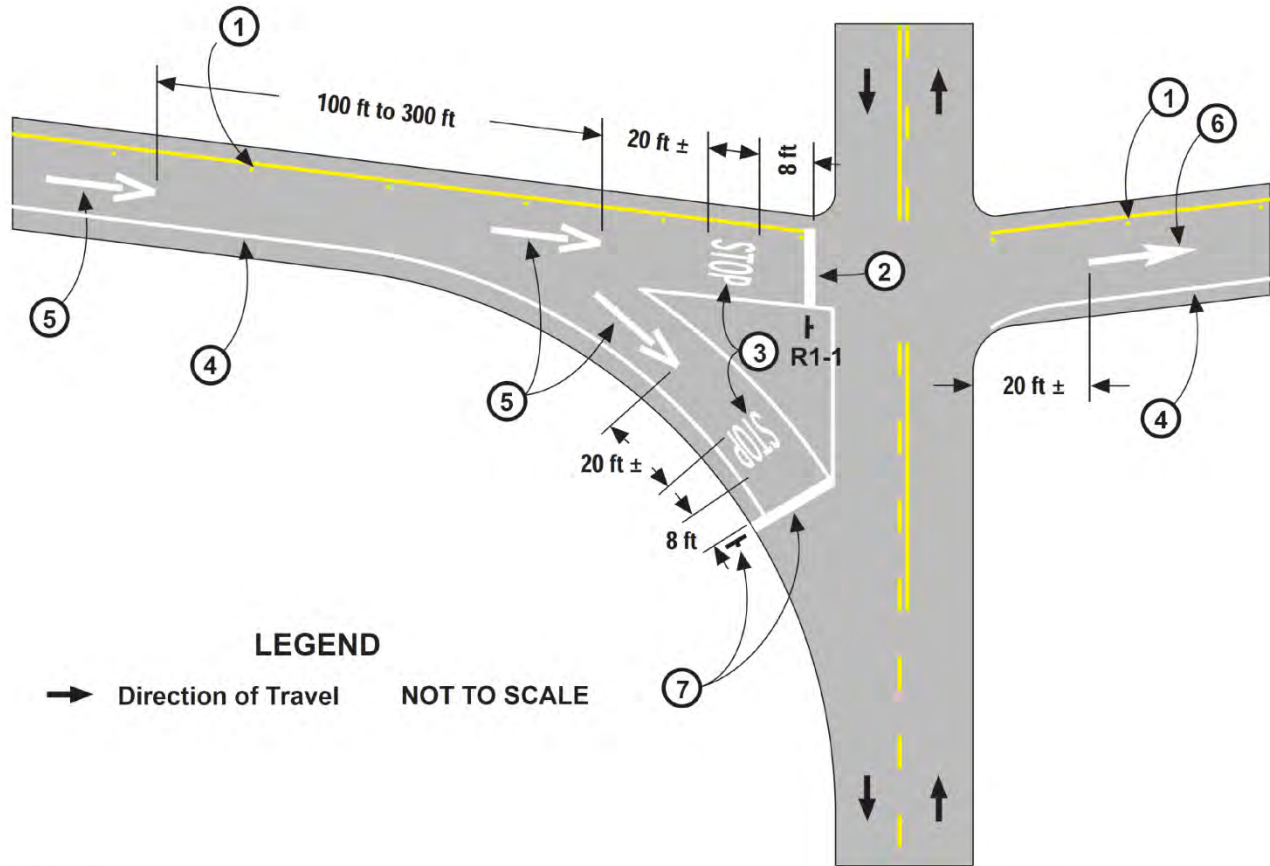 1
100 ft to 300 ft
20 ft ±
8 ft
1
6
STOP
2
5
4
3
R1-1
5
STOP
20 ft ±
4
20 ft ±
8 ft
7
LEGEND
Direction of Travel NOT TO SCALE